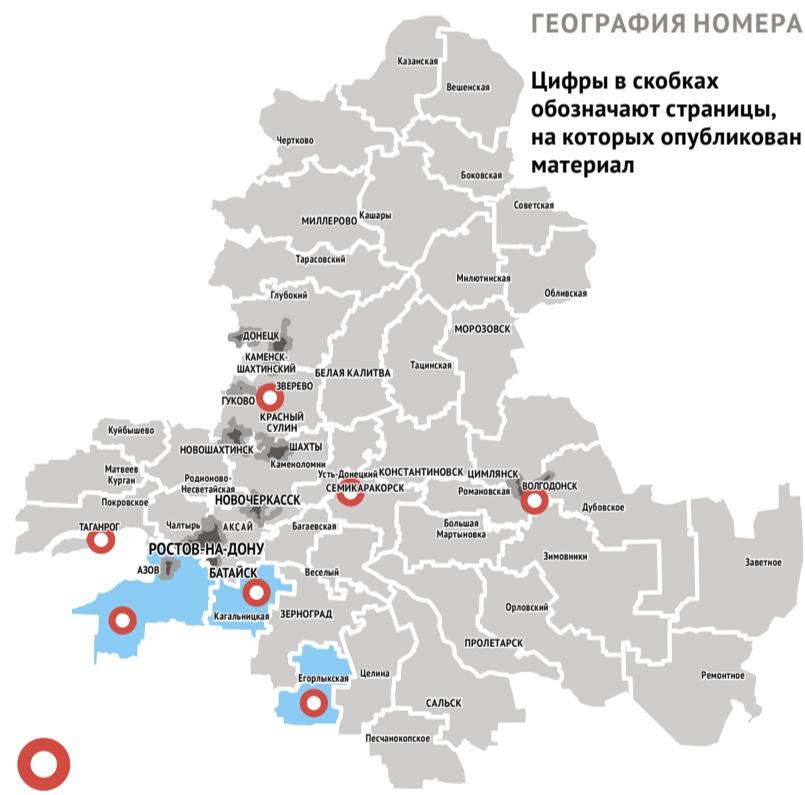 ГЕОГРАФИЯ НОМЕРА
Цифры в скобках
обозначают страницы,
на которых опубликован
материал
Казанская
Вешенская
Чертково
Боковская
Советская
МИЛЛЕРОВО
Кашары
Тарасовский
Милютинская
Обливская
Глубокий
МОРОЗОВСК
ДОНЕЦК
КАМЕНСК-
ШАХТИНСКИЙ
Тацинская
БЕЛАЯ КАЛИТВА
ЗВЕРЕВО
ГУКОВО
КРАСНЫЙ
СУЛИН
Куйбышево
НОВОШАХТИНСК
ШАХТЫ
Каменоломни
Матвеев
Курган
Родионово-
Несветайская
Усть-Донецкий
КОНСТАНТИНОВСК
ЦИМЛЯНСК
СЕМИКАРАКОРСК
Романовская
ВОЛГОДОНСК
Покровское
НОВОЧЕРКАССК
Дубовское
ТАГАНРОГ
Чалтырь
АКСАЙ
Багаевская
Большая
Мартыновка
РОСТОВ-НА-ДОНУ
Зимовники
Заветное
АЗОВ
БАТАЙСК
Веселый
Кагальницкая
ЗЕРНОГРАД
Орловский
ПРОЛЕТАРСК
Егорлыкская
Целина
Ремонтное
САЛЬСК
Песчанокопское